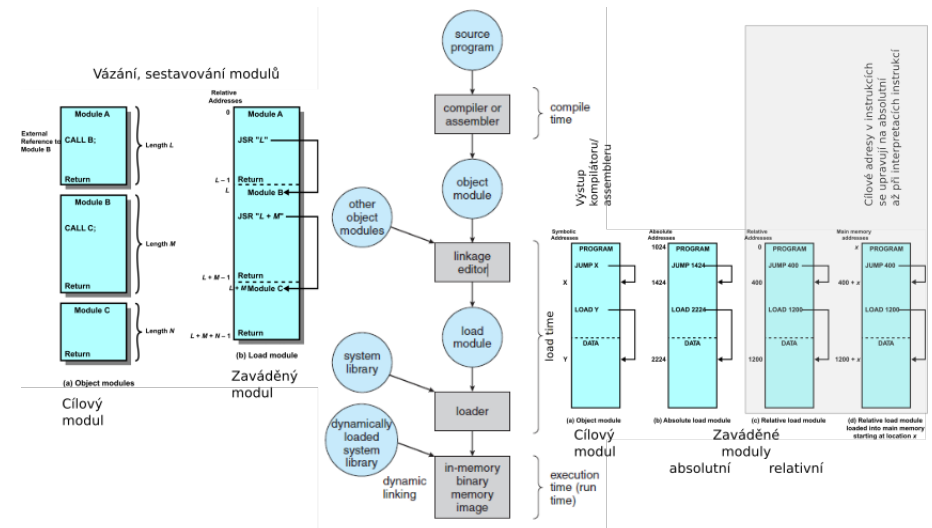 Vázání, sestavování modulů
Module A
External
Reference to
Module B
CALL B;
Length L
Return
Module B
CALL C;
Length M
Return
Module C
Length N
Return
(a) Object modules
Cílový
modul
Relative
Addresses
0
Module A
JSR "L"
L – 1
L
Module B
JSR "L + M"
Return
L + M – 1
L + M
Module C
Return
L + M + N – 1
(b) Load module
Zaváděný
modul
source
program
compiler or
assembler
compile
time
object
module
other
object
modules
linkage
editor
load
module
load time
system
library
loader
dynamically
loaded
system
library
dynamic
linking
in-memory
binary
memory
image
execution
time (run
time)
Výstup
kompilátoru/
assembleru
Cílové adresy v instrukcích
se upravují na absolutní
až při interpretacích instrukcí
Symbolic
Addresses
PROGRAM
JUMP X
X
LOAD Y
DATA
Y
(a) Object module
Cílový
modul
Absolute
Addresses
1024
PROGRAM
JUMP 1424
1424
LOAD 2224
DATA
2224
(b) Absolute load module
Relative
Addresses
0
PROGRAM
JUMP 400
400
LOAD 1200
DATA
1200
(c) Relative load module
Main memory
addresses
x
PROGRAM
JUMP 400
400 + x
LOAD 1200
DATA
1200 + x
(d) Relative load module
loaded into main memory
starting at location x
Zaváděné
moduly
absolutní
relativní